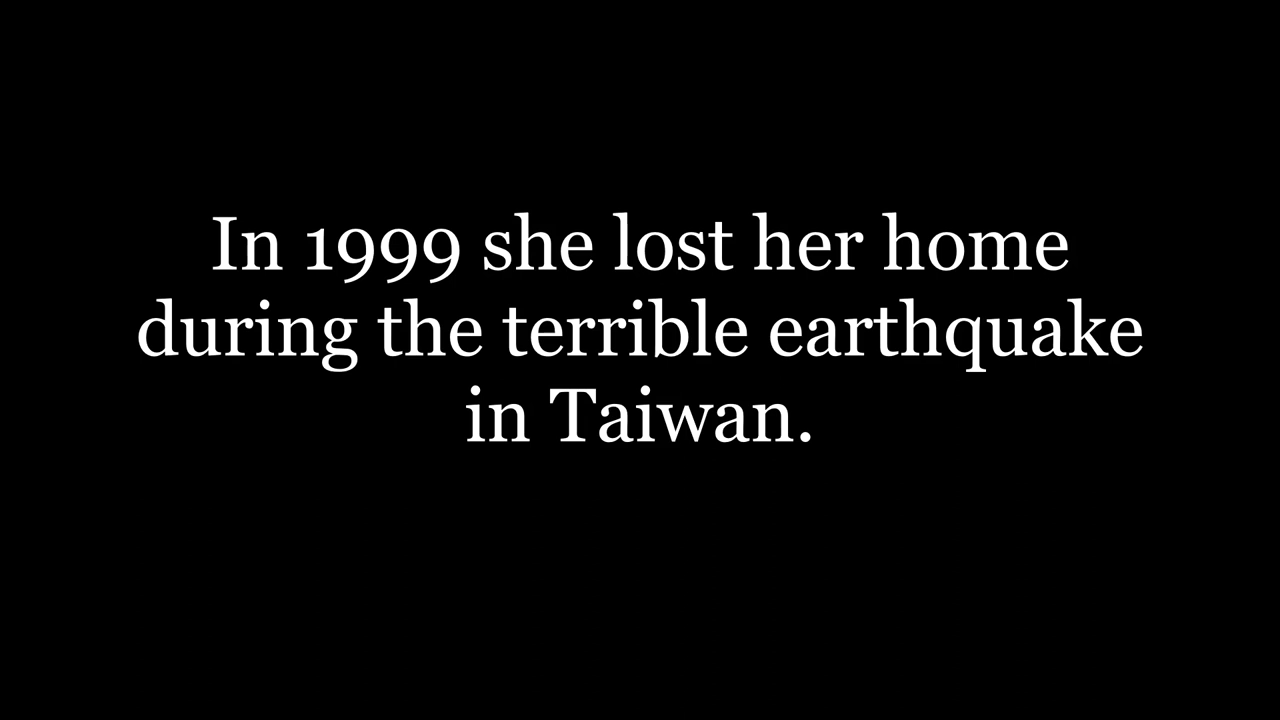 In 1999 she lost her home
during the terrible earthquake
in Taiwan.